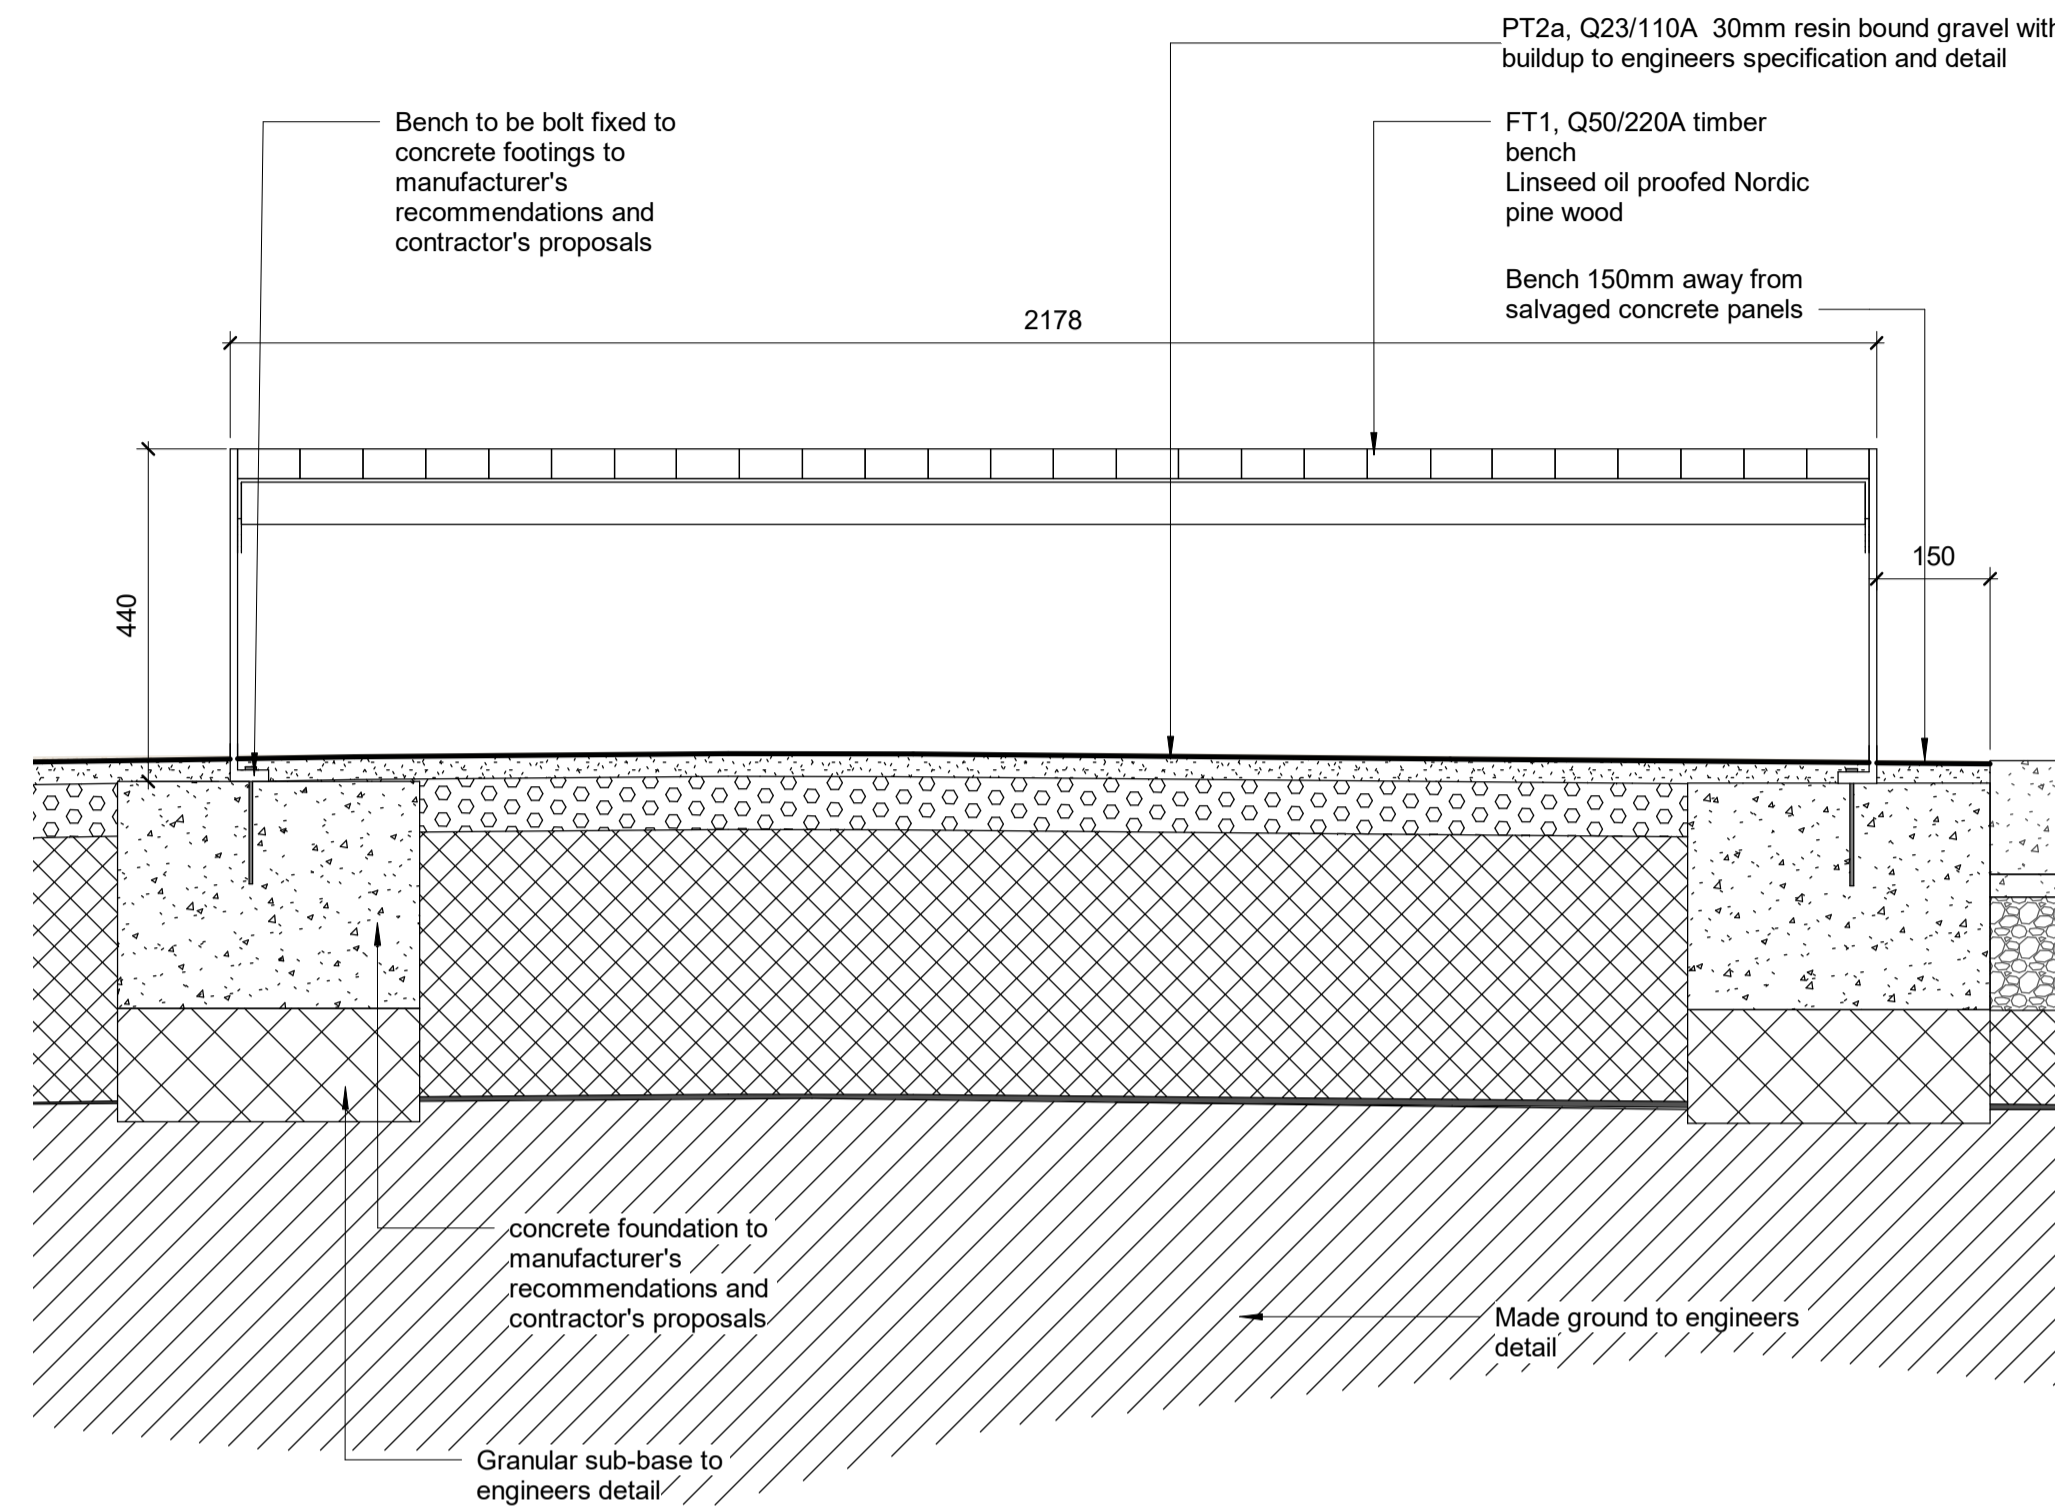 PT2a, Q23/110A  30mm resin bound gravel with
buildup to engineers specification and detail
Bench to be bolt fixed to
concrete footings to
manufacturer's
recommendations and
contractor's proposals
FT1, Q50/220A timber
bench
Linseed oil proofed Nordic
pine wood
Bench 150mm away from
salvaged concrete panels
2178
150
440
concrete foundation to
manufacturer's
recommendations and
contractor's proposals
Made ground to engineers
detail
Granular sub-base to
engineers detail